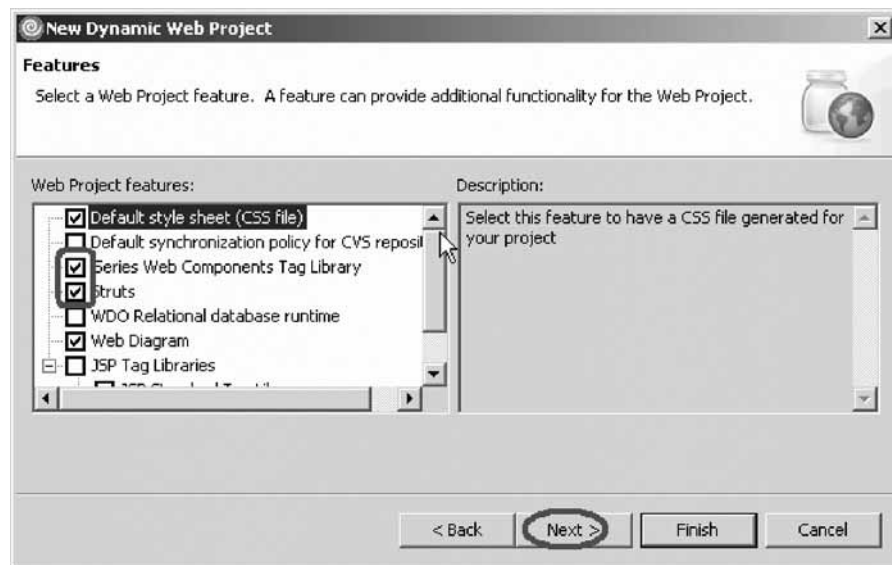 New Dynamic Web Project
Features
Select a Web Project feature. A feature can provide additional functionality for the Web Project.
Web Project features:
Description:
Default style sheet (CSS file)
Default synchronization policy for CVS reposit
Series Web Components Tag Library
Struts
WDO Relational database runtime
Web Diagram
JSP Tag Libraries
Select this feature to have a CSS file generated for
your project
< Back
Next >
Finish
Cancel